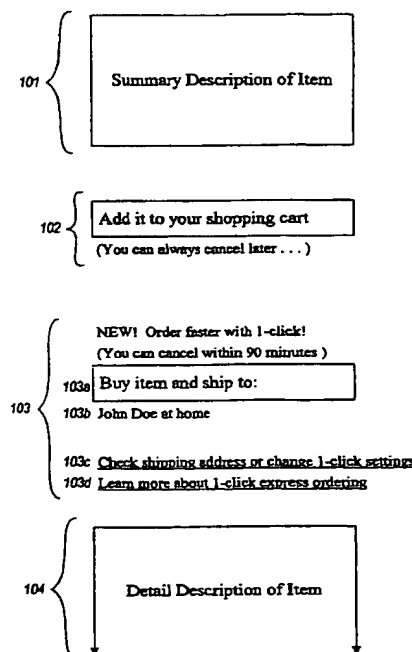 101
Summary Description of Item
102
Add it to your shopping cart
(You can always cancel later . . . )
NEW! Order faster with 1-click!
(You can cancel within 90 minutes )
103
103a
Buy item and ship to:
103b John Doe at home
103c Check shipping address or change 1-click settings
103d Learn more about 1-click express ordering
104
Detail Description of Item